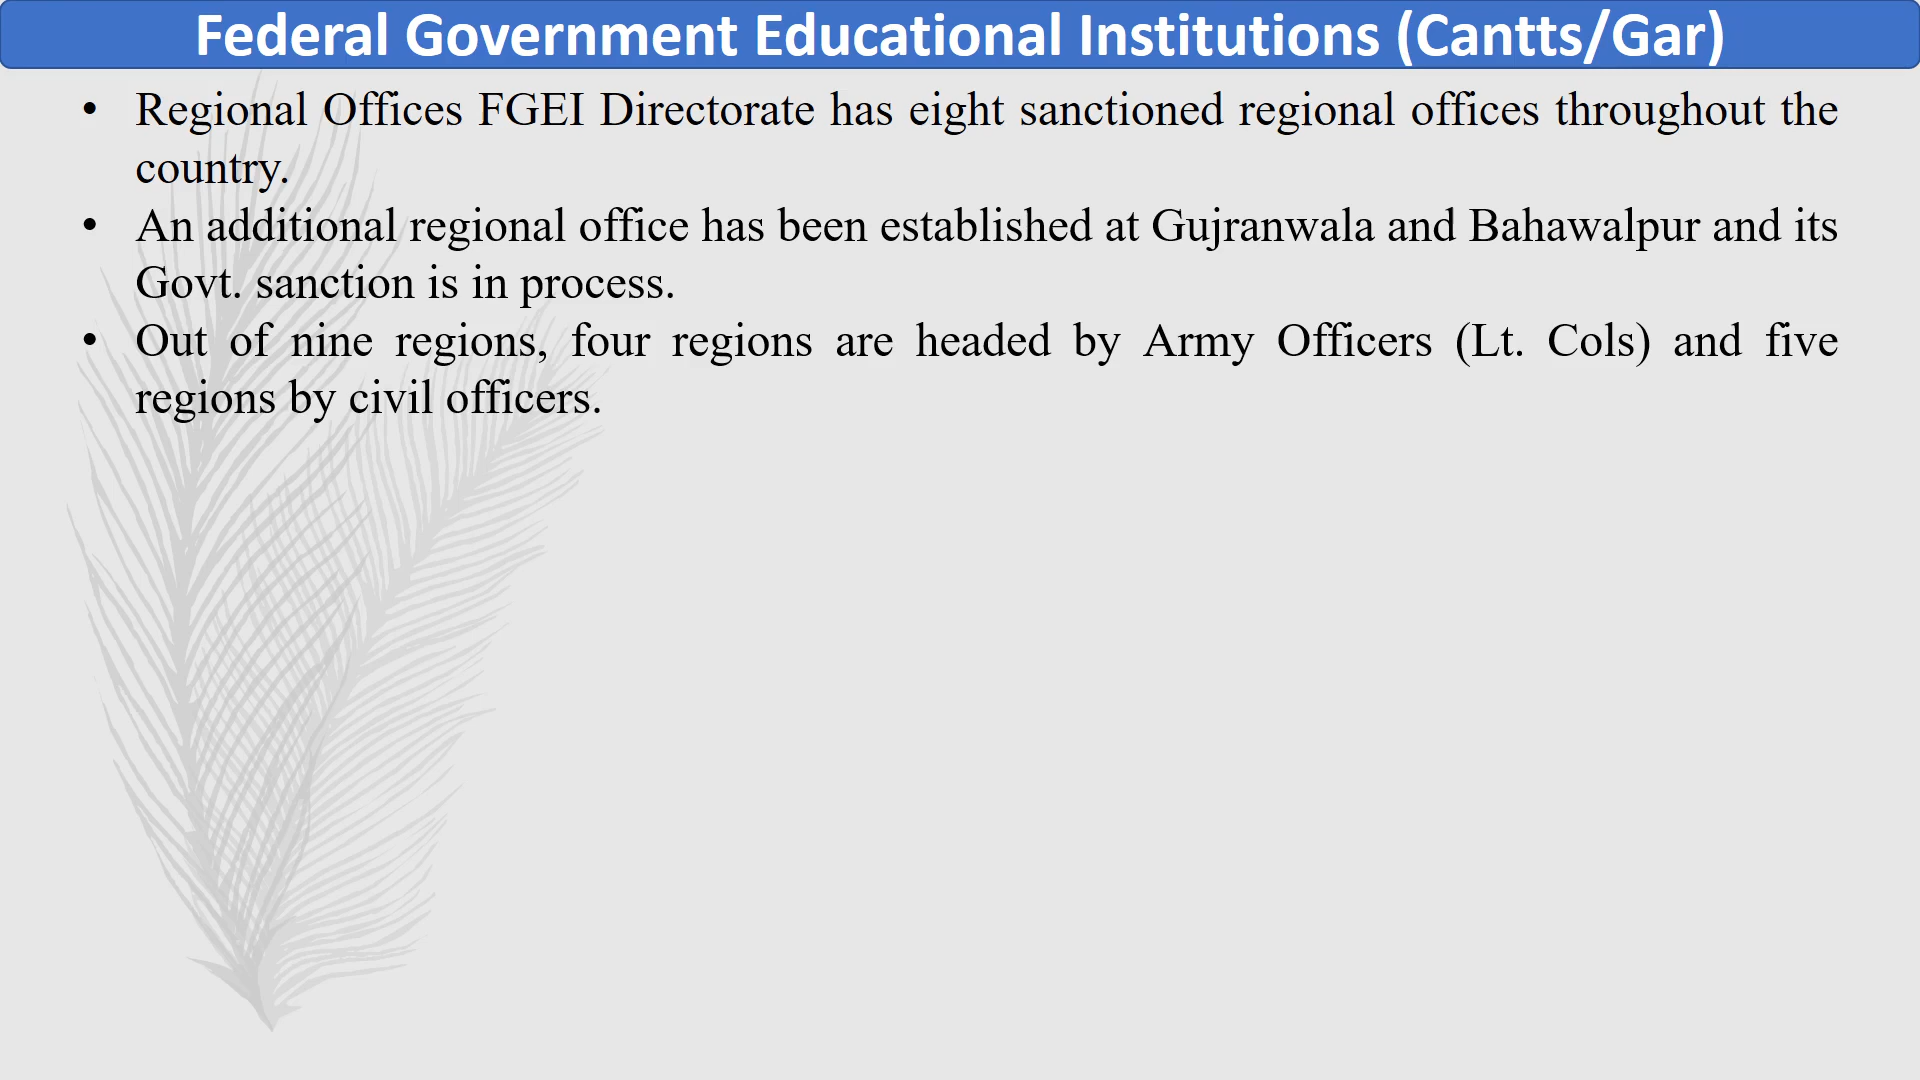 Federal Government Educational Institutions (Cantts/Gar)
• Regional Offices FGEI Directorate has eight sanctioned regional offices throughout the
country.
• An additional regional office has been established at Gujranwala and Bahawalpur and its
Govt. sanction is in process.
• Out of nine regions, four regions are headed by Army Officers (Lt. Cols) and five
regions by civil officers.